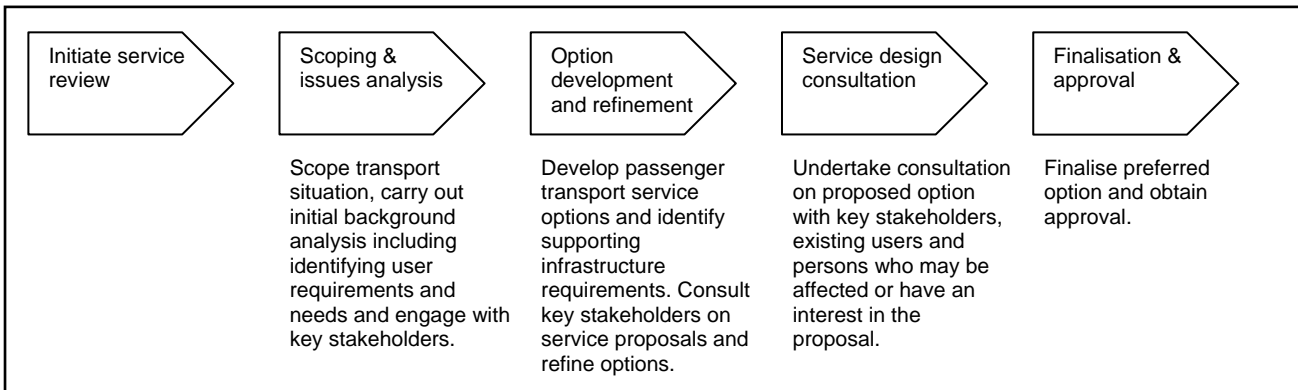 Initiate service
review
Scoping &
issues analysis
Option
development
and refinement
Service design
consultation
Finalisation &
approval
Scope transport
situation, carry out
initial background
analysis including
identifying user
requirements and
needs and engage with
key stakeholders.
Develop passenger
transport service
options and identify
supporting
infrastructure
requirements. Consult
key stakeholders on
service proposals and
refine options.
Undertake consultation
on proposed option
with key stakeholders,
existing users and
persons who may be
affected or have an
interest in the
proposal.
Finalise preferred
option and obtain
approval.